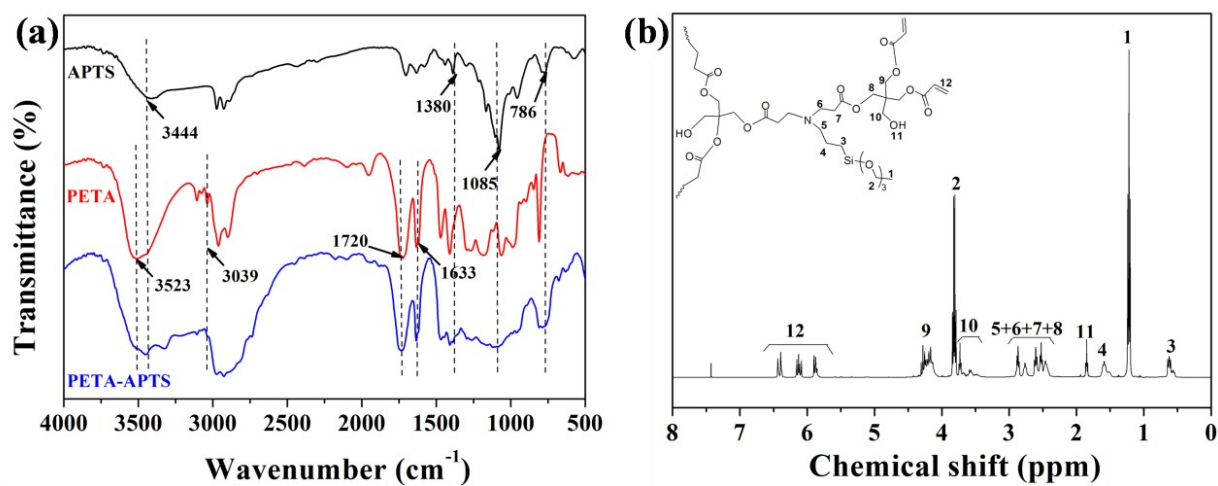 (a)
APTS
3444
1380
786
1085
PETA
3523
3039
1720
1633
PETA-APTS
Transmittance (%)
4000 3500 3000 2500 2000 1500 1000 500
Wavenumber (cm⁻¹)
(b)
O
O
12
O
9
O
O
8
O
O
O
O
O
6
7
O
10
HO
O
O
N
OH
11
5
3
4
Si
O
1
2
3
O
O
1
2
12
9
10
5+6+7+8
11
4
3
8 7 6 5 4 3 2 1 0
Chemical shift (ppm)